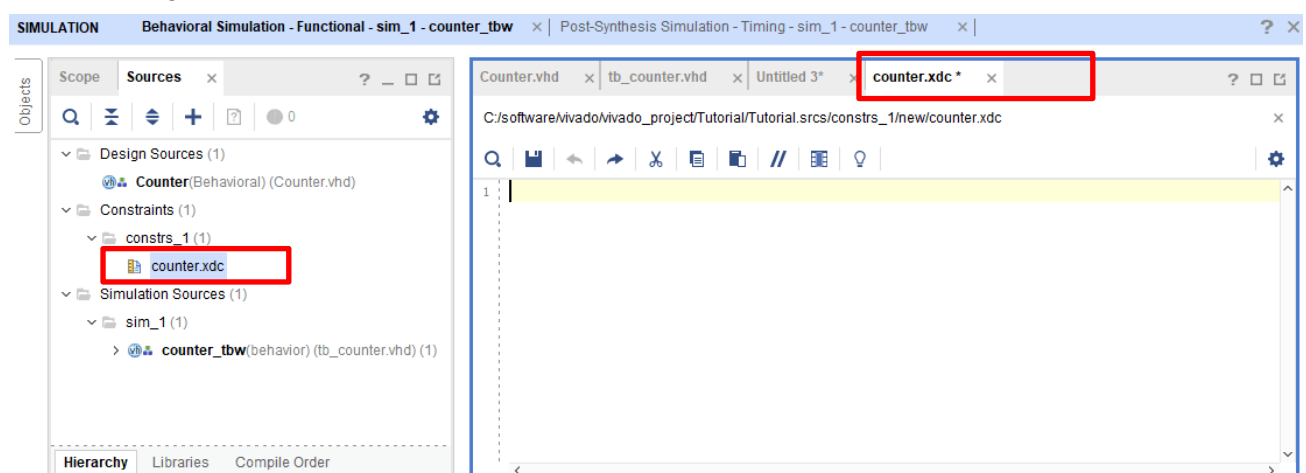 SIMULATION Behavioral Simulation - Functional - sim_1 - counter_tbw × | Post-Synthesis Simulation - Timing - sim_1 - counter_tbw × | ? ×
Objects
Scope Sources × ? _ □
Counter.vhd × tb_counter.vhd × Untitled 3* × counter.xdc * × ? □
? 0
C:/software/vivado/vivado_project/Tutorial/Tutorial.srcs/constrs_1/new/counter.xdc ×
Design Sources (1)
Counter(Behavioral) (Counter.vhd)
Constraints (1)
constrs_1 (1)
counter.xdc
Simulation Sources (1)
sim_1 (1)
> counter_tbw(behavior) (tb_counter.vhd) (1)
Hierarchy Libraries Compile Order
//
1